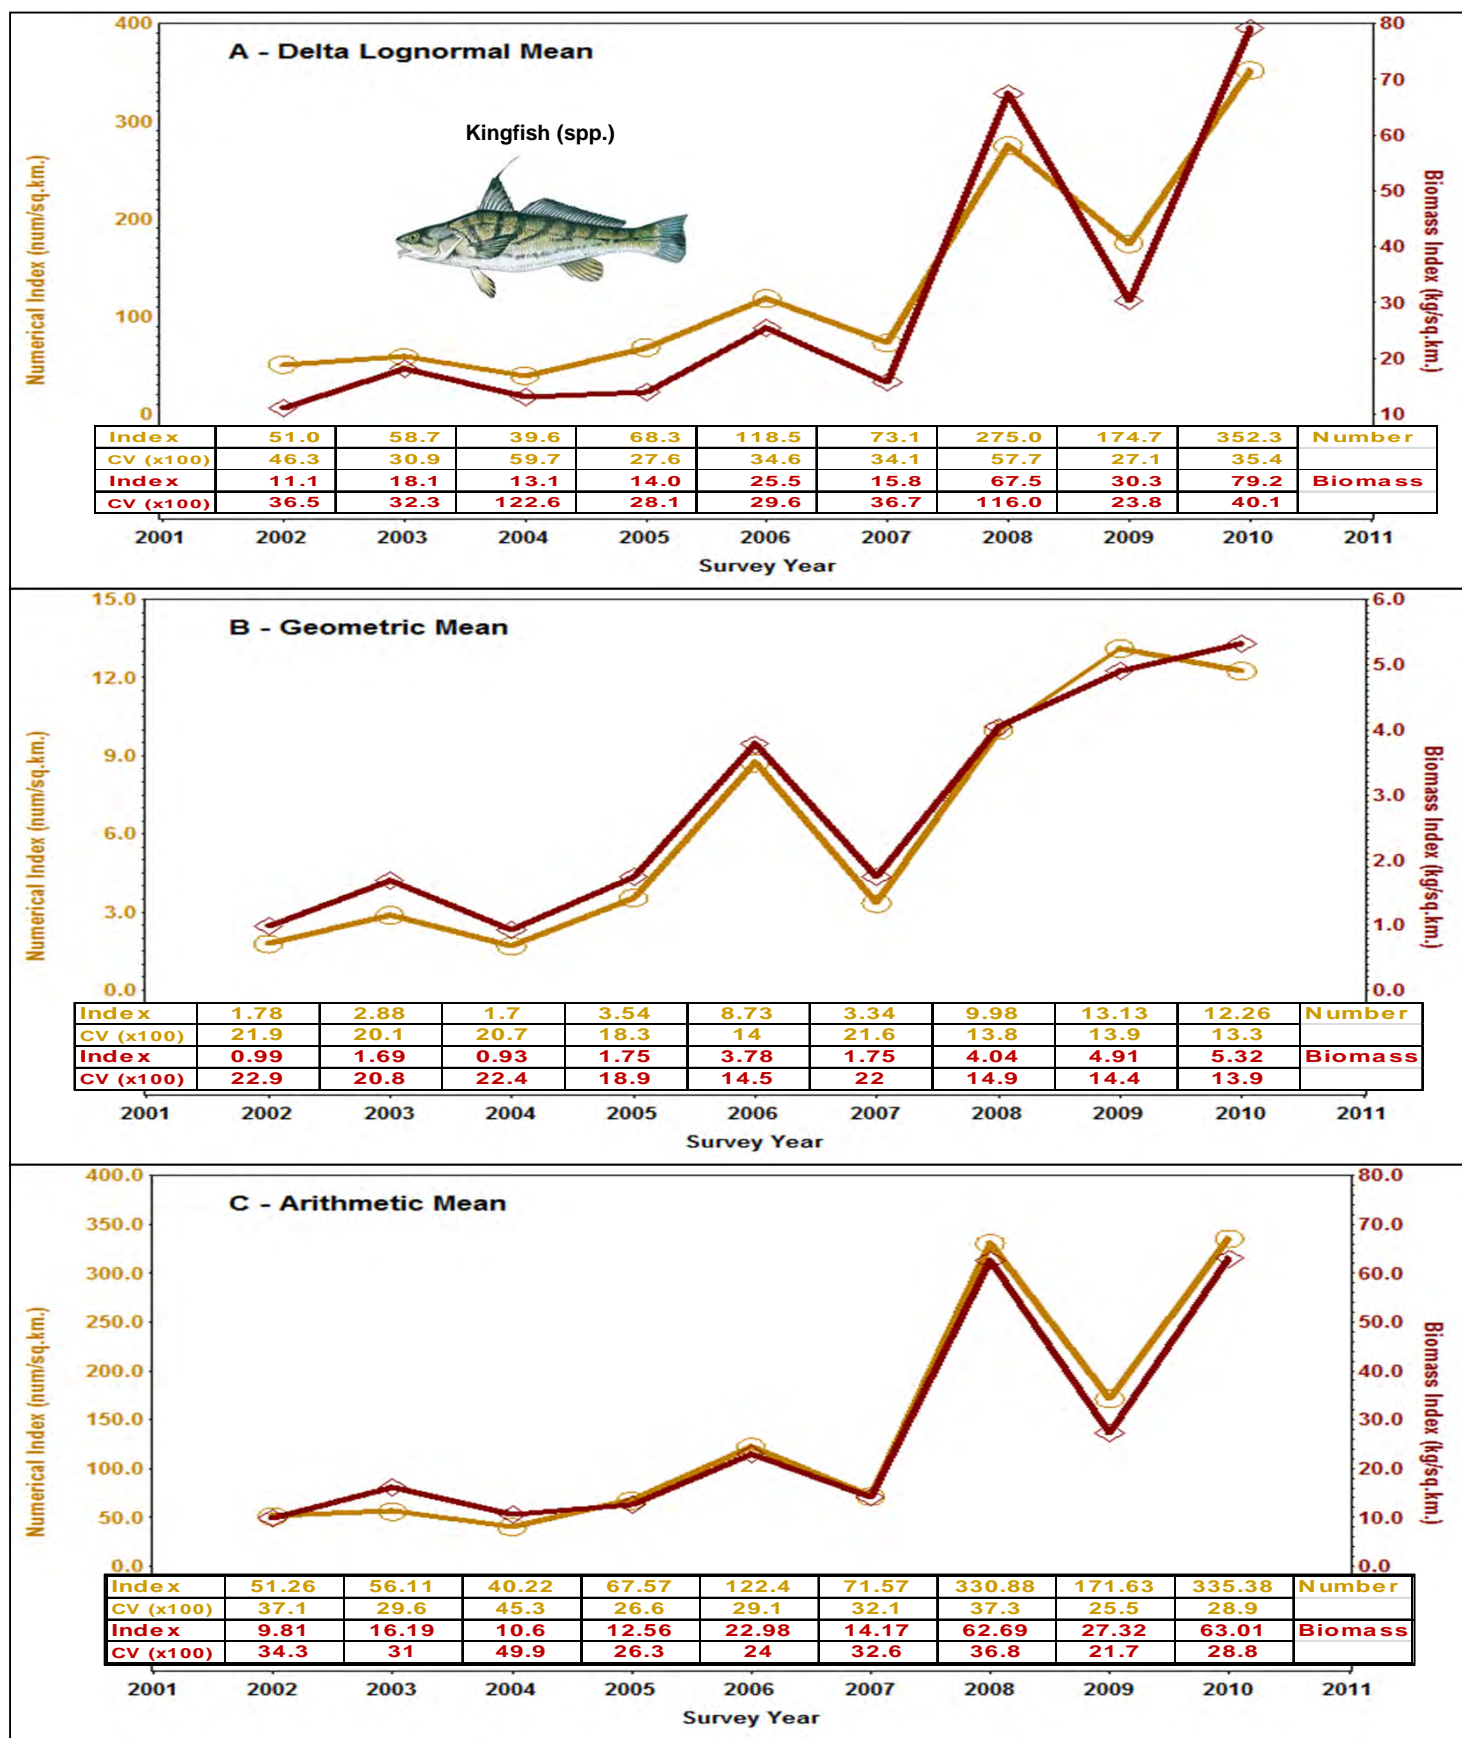 A - Delta Lognormal Mean
Kingfish (spp.)
Numerical Index (num/sq.km.)
400
300
200
100
0
Biomass Index (kg/sq.km.)
80
70
60
50
40
30
20
10
Index 51.0 58.7 39.6 68.3 118.5 73.1 275.0 174.7 352.3 Number
CV (x100) 46.3 30.9 59.7 27.6 34.6 34.1 57.7 27.1 35.4
Index 11.1 18.1 13.1 14.0 25.5 15.8 67.5 30.3 79.2 Biomass
CV (x100) 36.5 32.3 122.6 28.1 29.6 36.7 116.0 23.8 40.1
2001 2002 2003 2004 2005 2006 2007 2008 2009 2010 2011
Survey Year
B - Geometric Mean
Numerical Index (num/sq.km.)
15.0
12.0
9.0
6.0
3.0
0.0
Biomass Index (kg/sq.km.)
6.0
5.0
4.0
3.0
2.0
1.0
0.0
Index 1.78 2.88 1.7 3.54 8.73 3.34 9.98 13.13 12.26 Number
CV (x100) 21.9 20.1 20.7 18.3 14 21.6 13.8 13.9 13.3
Index 0.99 1.69 0.93 1.75 3.78 1.75 4.04 4.91 5.32 Biomass
CV (x100) 22.9 20.8 22.4 18.9 14.5 22 14.9 14.4 13.9
2001 2002 2003 2004 2005 2006 2007 2008 2009 2010 2011
Survey Year
C - Arithmetic Mean
Numerical Index (num/sq.km.)
400.0
350.0
300.0
250.0
200.0
150.0
100.0
50.0
0.0
Biomass Index (kg/sq.km.)
80.0
70.0
60.0
50.0
40.0
30.0
20.0
10.0
0.0
Index 51.26 56.11 40.22 67.57 122.4 71.57 330.88 171.63 335.38 Number
CV (x100) 37.1 29.6 45.3 26.6 29.1 32.1 37.3 25.5 28.9
Index 9.81 16.19 10.6 12.56 22.98 14.17 62.69 27.32 63.01 Biomass
CV (x100) 34.3 31 49.9 26.3 24 32.6 36.8 21.7 28.8
2001 2002 2003 2004 2005 2006 2007 2008 2009 2010 2011
Survey Year